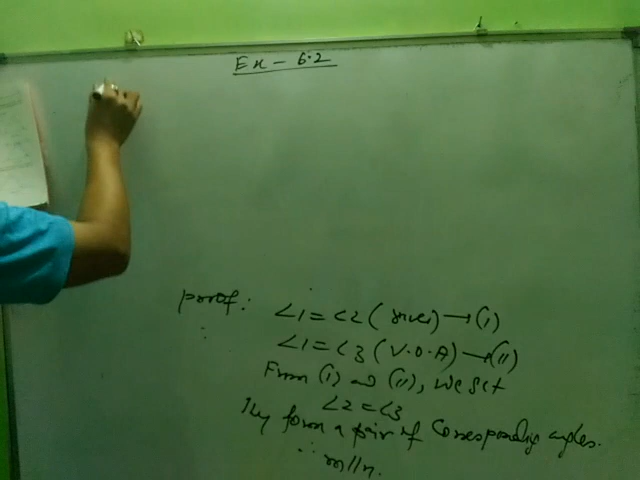 Ex - 6.2
proof: ∠1 = ∠2 (given) → (i)
∠1 = ∠3 (V.O.A) → (ii)
From (i) and (ii), we get
∠2 = ∠3
They form a pair of Corresponding angles.
∴ m||n.